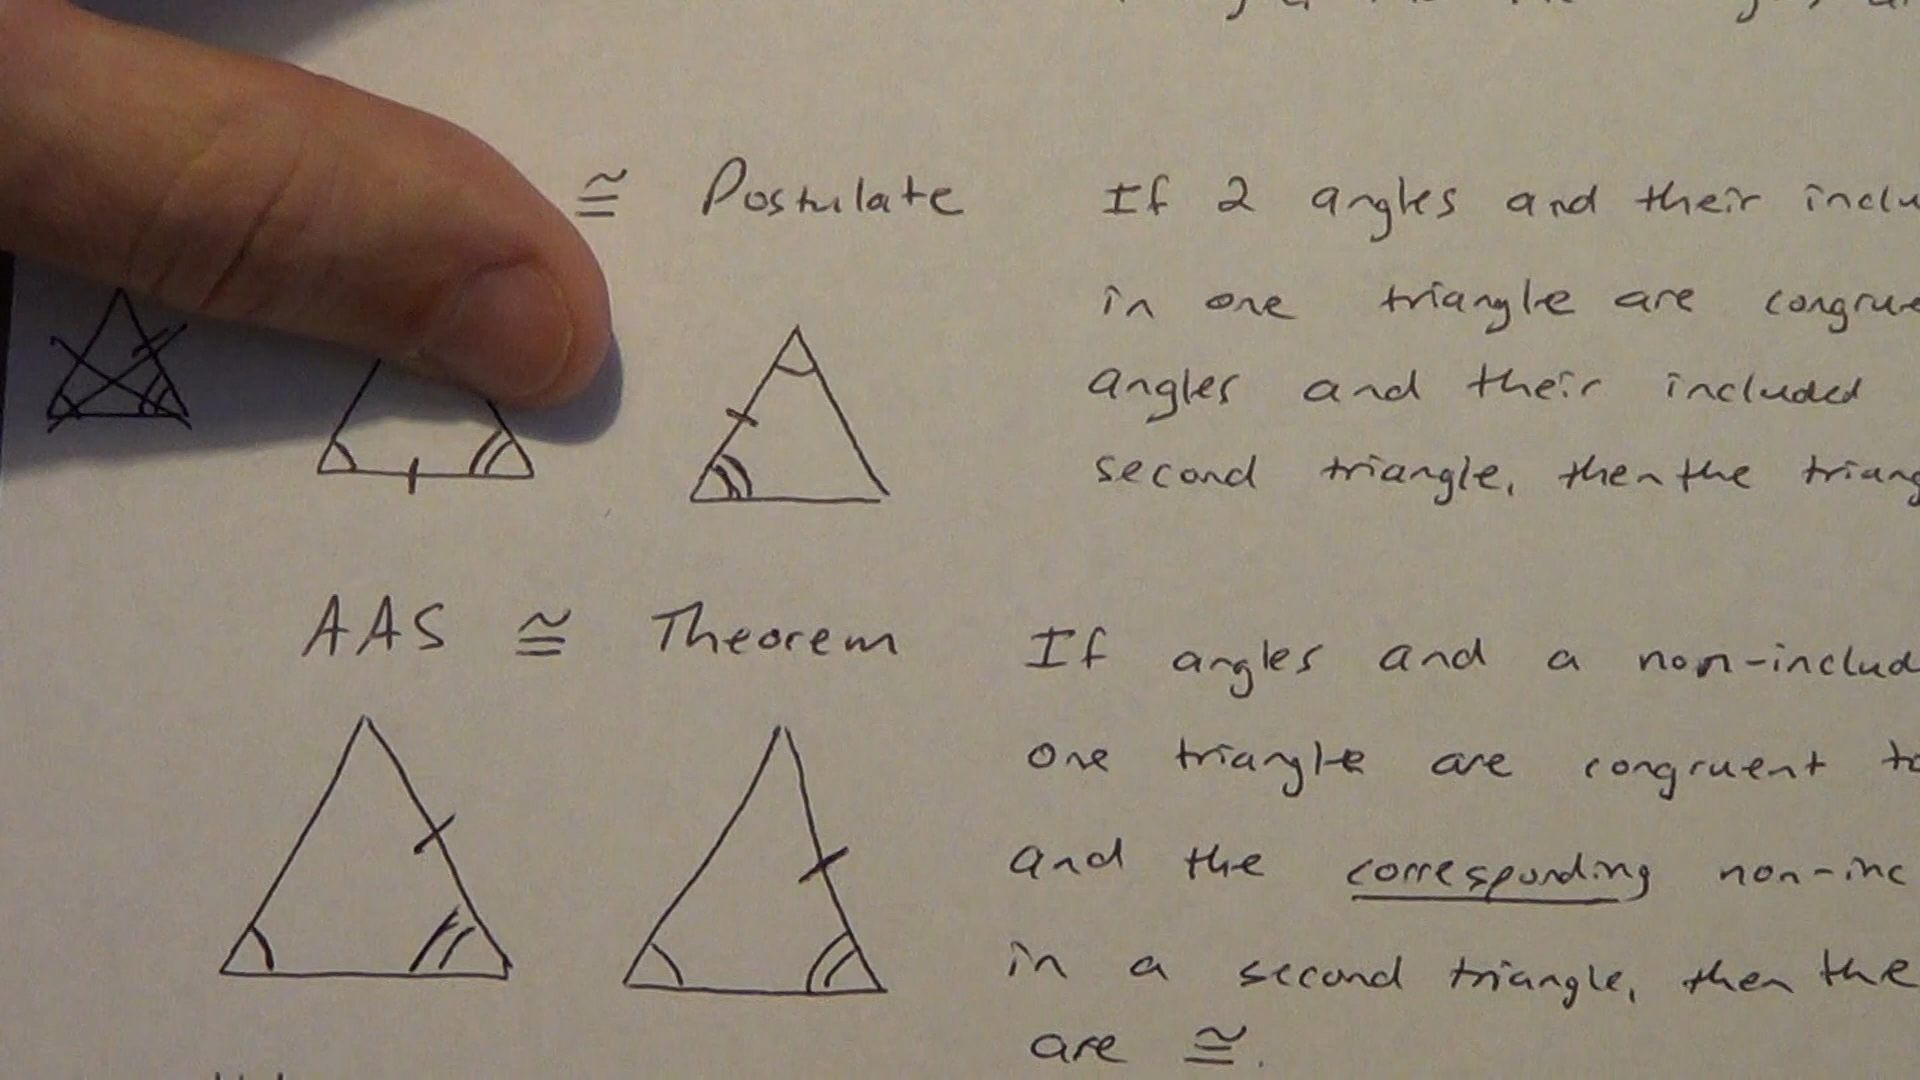 ≅ Postulate
If 2 angles and their inclu
in one triangle are congrue
angles and their included
second triangle, then the triang
AAS ≅ Theorem
If angles and a non-includ
one triangle are congruent to
and the corresponding non-inc
in a second triangle, then the
are ≅.